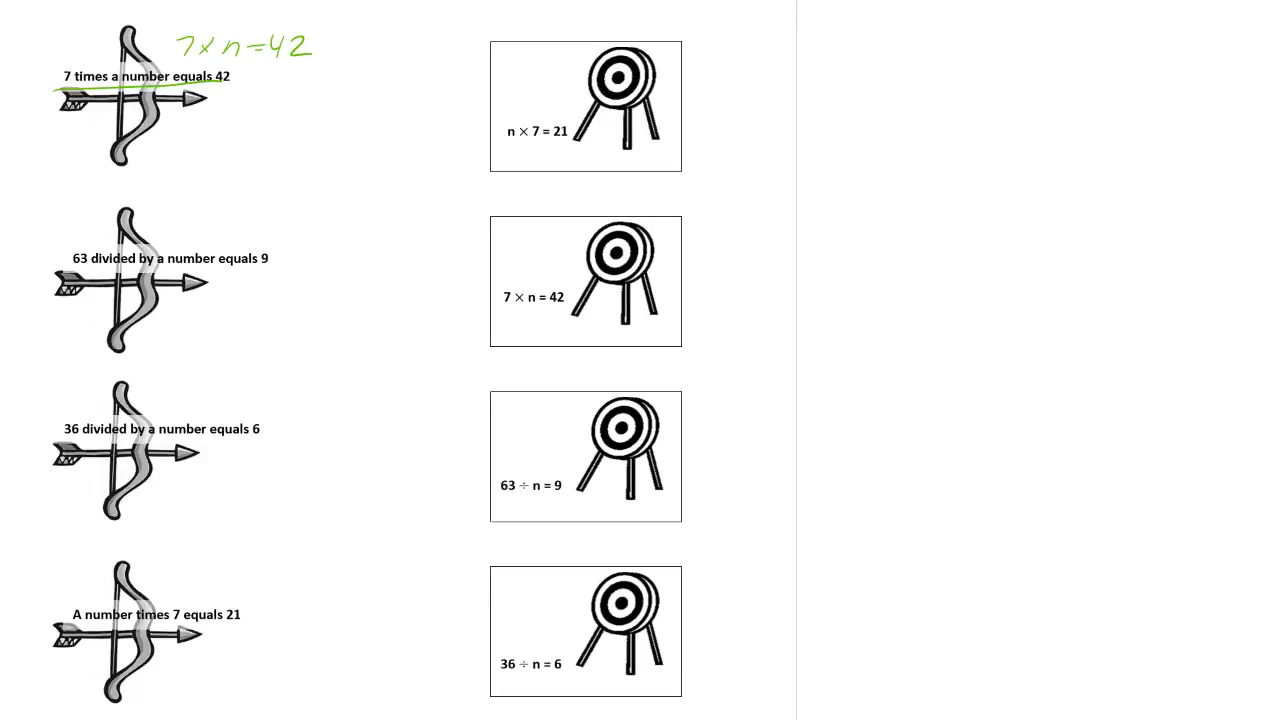 7 × n = 42
7 times a number equals 42
n × 7 = 21
63 divided by a number equals 9
7 × n = 42
36 divided by a number equals 6
63 ÷ n = 9
A number times 7 equals 21
36 ÷ n = 6